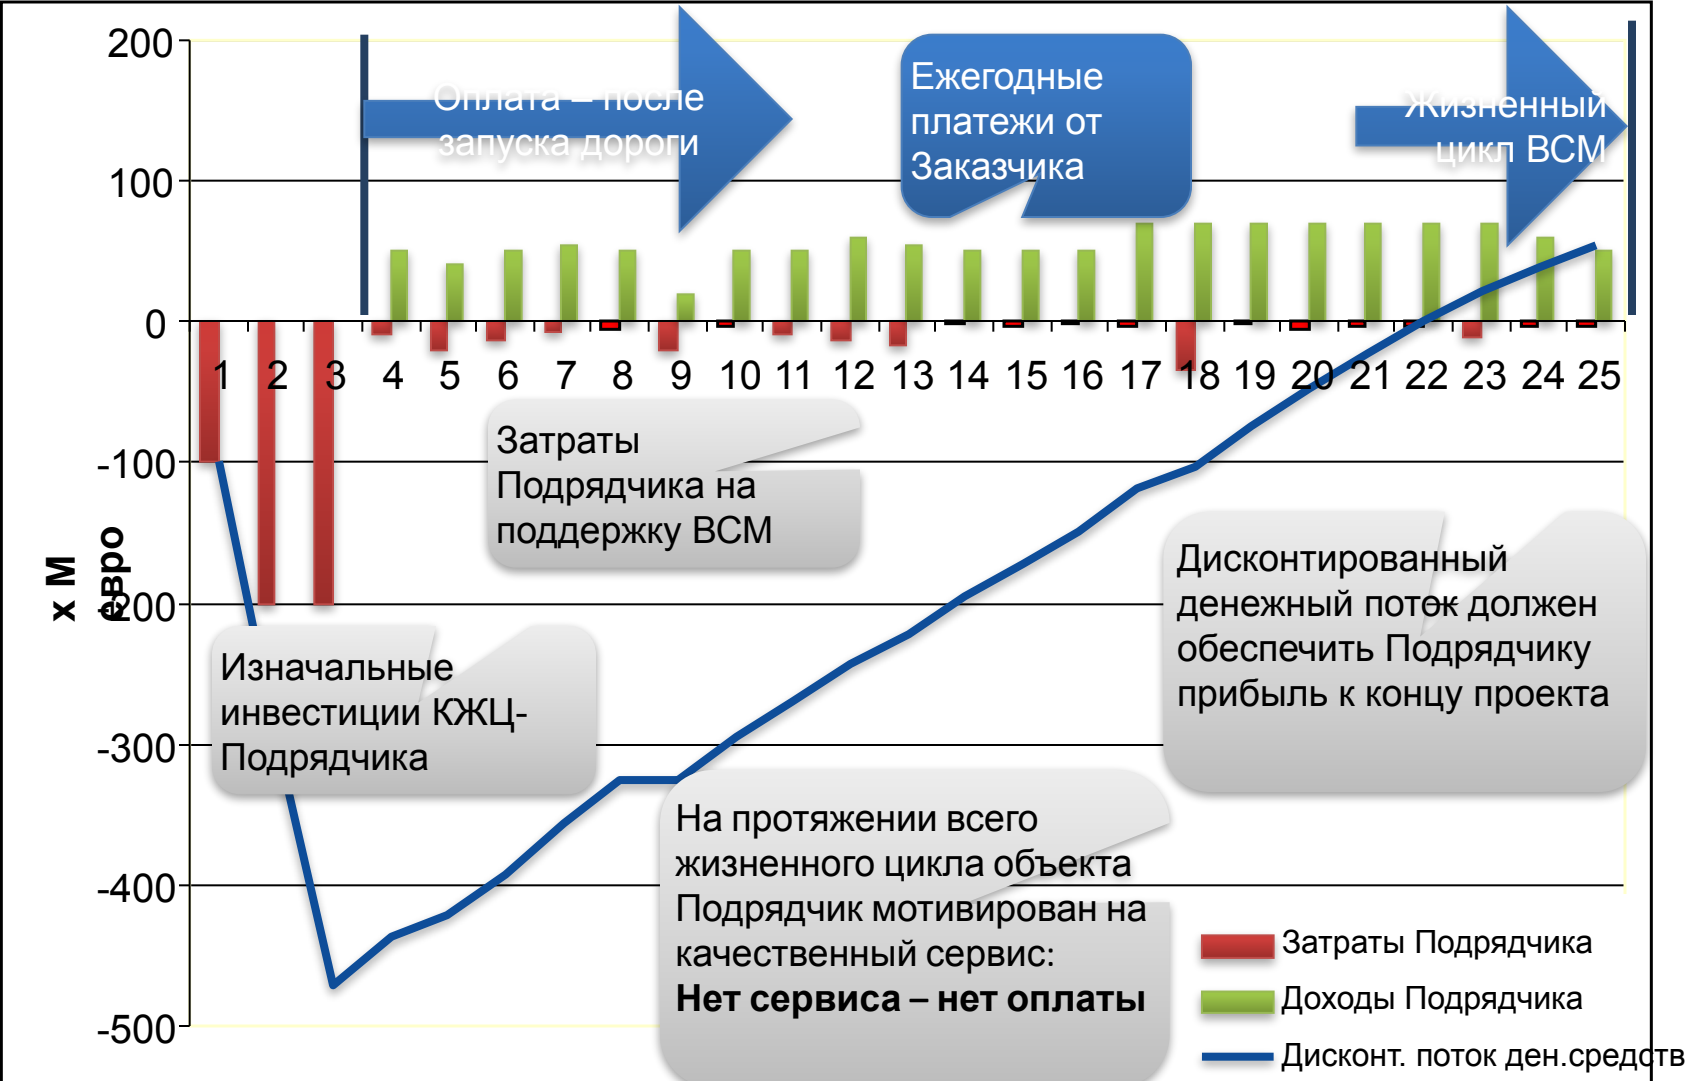 Оплата – после
запуска дороги
Ежегодные
платежи от
Заказчика
Жизненный
цикл ВСМ
200
100
0
-100
-200
-300
-400
-500
х М
евро
1 2 3 4 5 6 7 8 9 10 11 12 13 14 15 16 17 18 19 20 21 22 23 24 25
Затраты
Подрядчика на
поддержку ВСМ
Изначальные
инвестиции КЖЦ-
Подрядчика
Дисконтированный
денежный поток должен
обеспечить Подрядчику
прибыль к концу проекта
На протяжении всего
жизненного цикла объекта
Подрядчик мотивирован на
качественный сервис:
Нет сервиса – нет оплаты
Затраты Подрядчика
Доходы Подрядчика
Дисконт. поток ден.средств